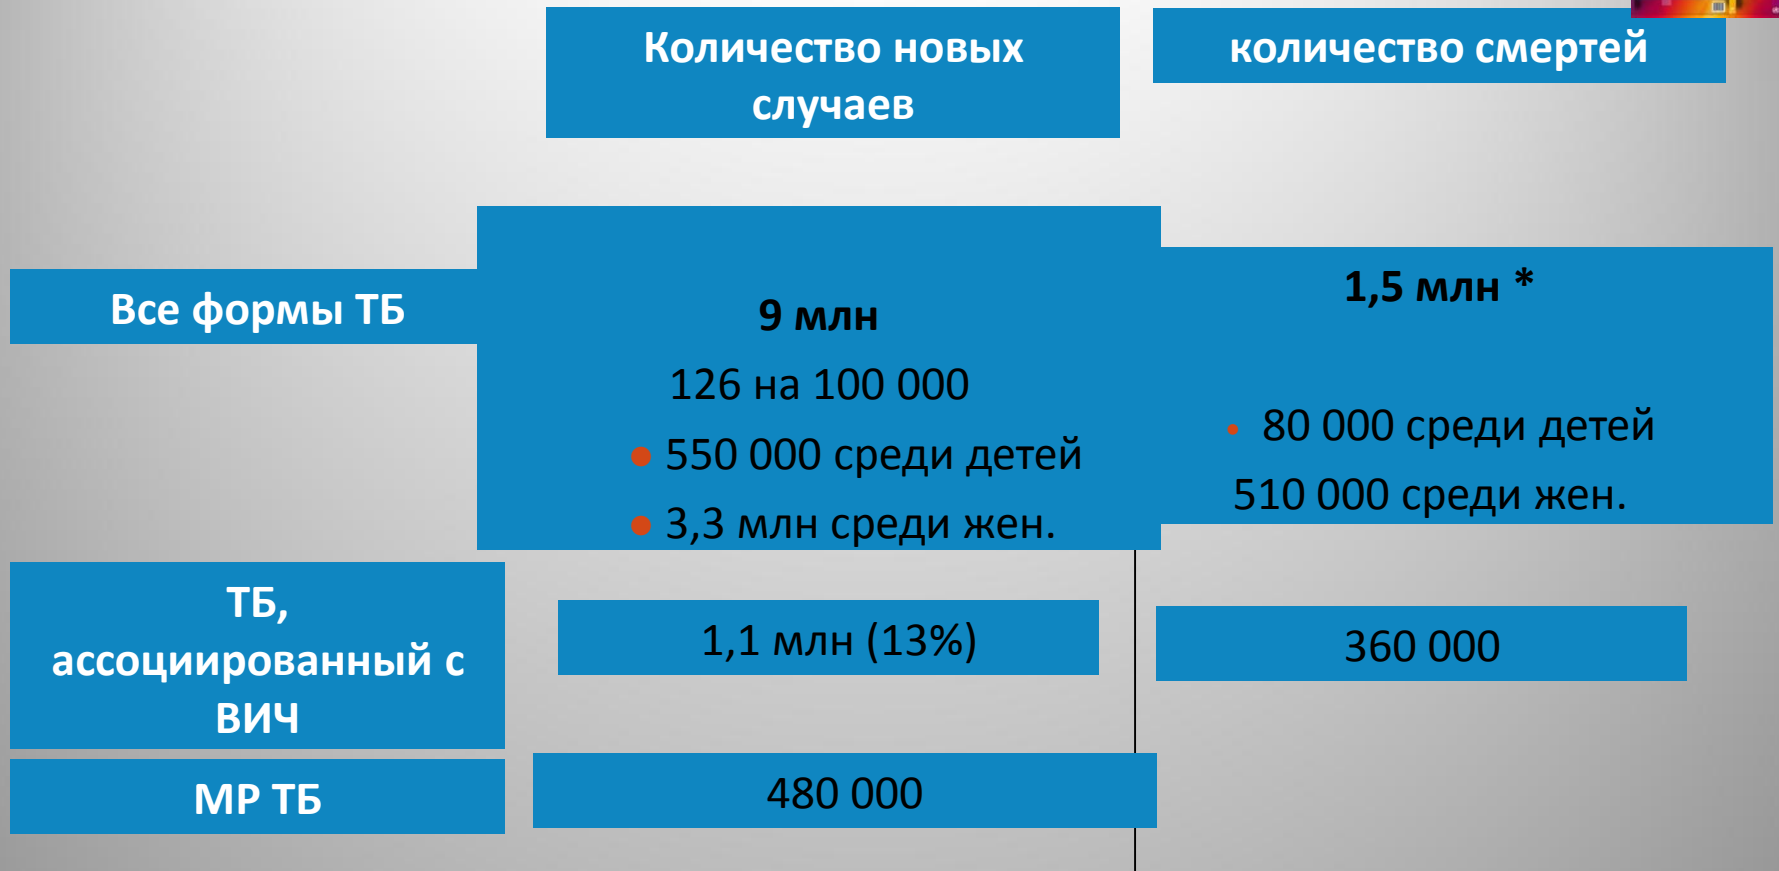 Количество новых
случаев
количество смертей
Все формы ТБ
9 млн
126 на 100 000
● 550 000 среди детей
● 3,3 млн среди жен.
1,5 млн *
• 80 000 среди детей
510 000 среди жен.
ТБ,
ассоциированный с
ВИЧ
1,1 млн (13%)
360 000
МР ТБ
480 000